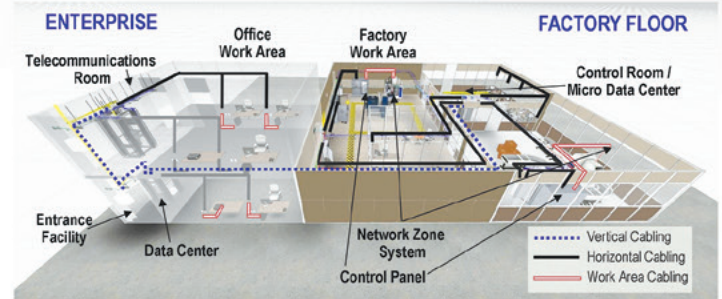 ENTERPRISE
FACTORY FLOOR
Office
Work Area
Factory
Work Area
Telecommunications
Room
Control Room /
Micro Data Center
Entrance
Facility
Data Center
Network Zone
System
Control Panel
Vertical Cabling
Horizontal Cabling
Work Area Cabling